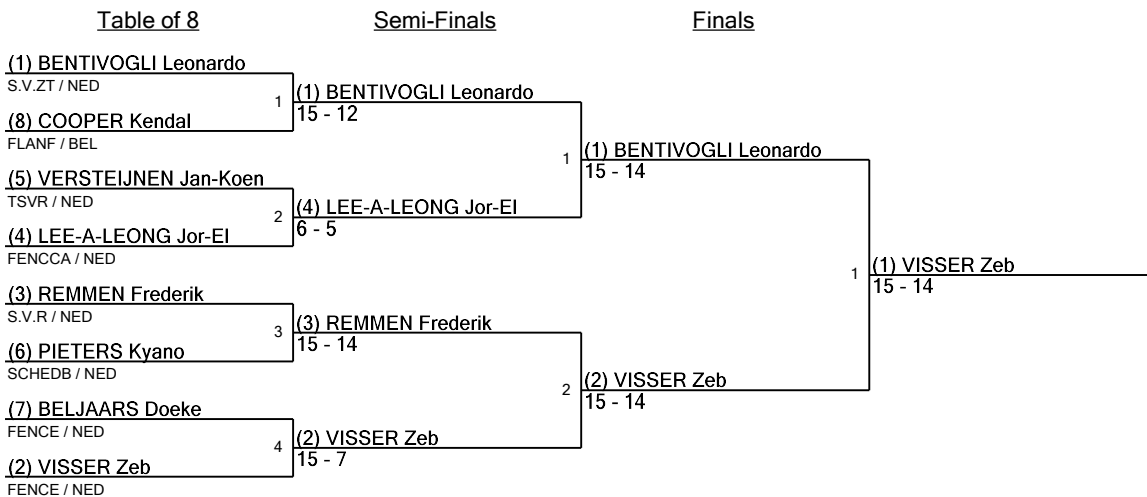 Table of 8
Semi-Finals
Finals
(1) BENTIVOGLI Leonardo
S.V.ZT / NED
1
(8) COOPER Kendal
FLANF / BEL
(5) VERSTEIJNEN Jan-Koen
TSVR / NED
2
(4) LEE-A-LEONG Jor-El
FENCCA / NED
(3) REMMEN Frederik
S.V.R / NED
3
(6) PIETERS Kyano
SCHEDB / NED
(7) BELJAARS Doeke
FENCE / NED
4
(2) VISSER Zeb
FENCE / NED
(1) BENTIVOGLI Leonardo
15 - 12
1
(4) LEE-A-LEONG Jor-El
6 - 5
(3) REMMEN Frederik
15 - 14
2
(2) VISSER Zeb
15 - 7
(1) BENTIVOGLI Leonardo
15 - 14
1
(2) VISSER Zeb
15 - 14
(1) VISSER Zeb
15 - 14